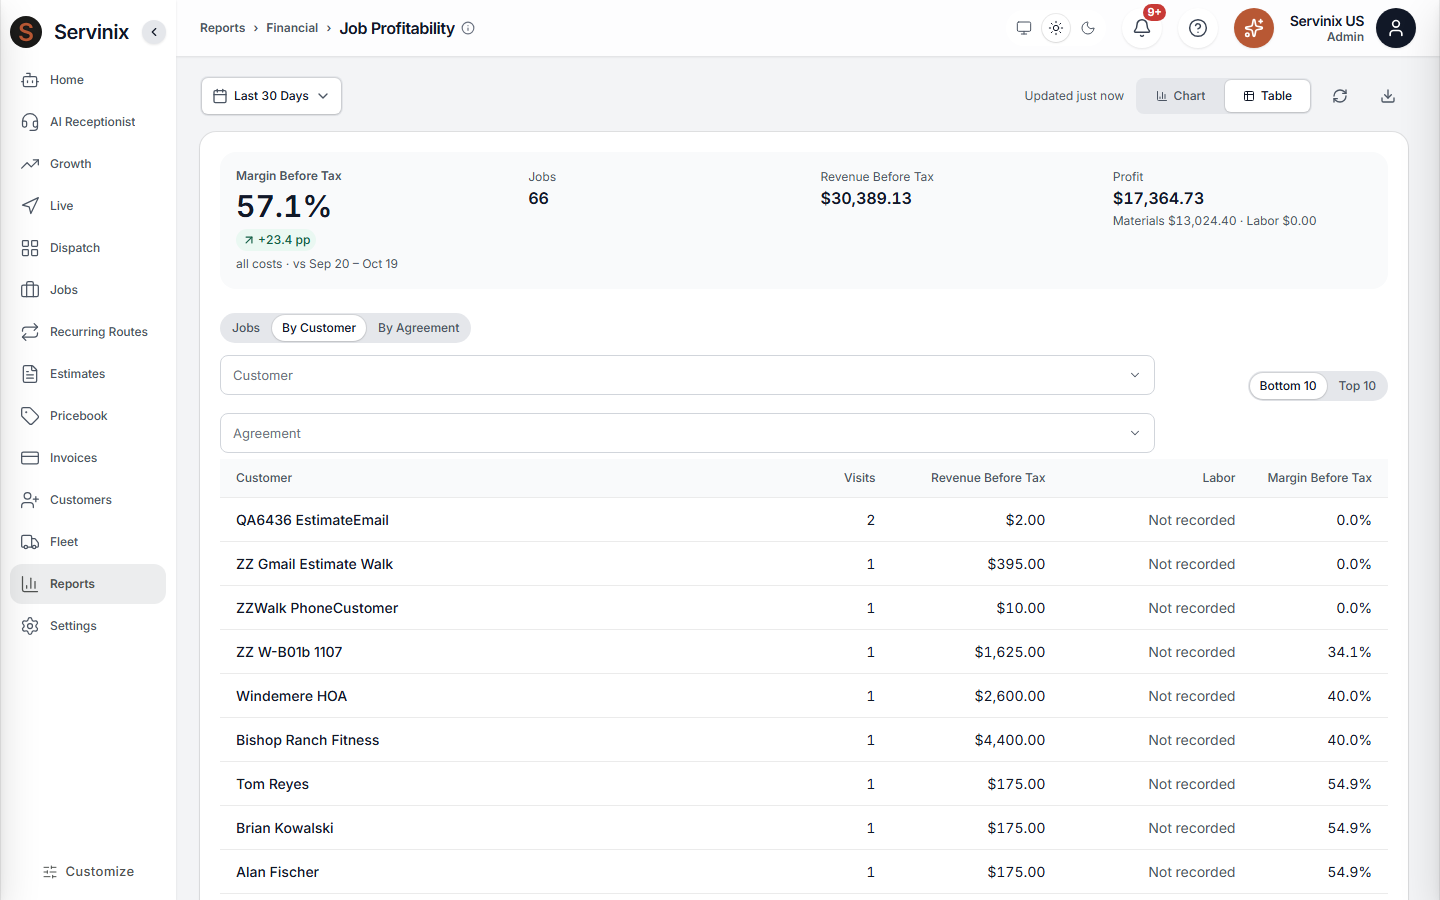 S Servinix
Home
AI Receptionist
Growth
Live
Dispatch
Jobs
Recurring Routes
Estimates
Pricebook
Invoices
Customers
Fleet
Reports
Settings
Customize
Reports › Financial › Job Profitability
9+
Servinix US
Admin
Last 30 Days
Updated just now
Chart
Table
Margin Before Tax
57.1%
+23.4 pp
all costs · vs Sep 20 – Oct 19
Jobs
66
Revenue Before Tax
$30,389.13
Profit
$17,364.73
Materials $13,024.40 · Labor $0.00
Jobs By Customer By Agreement
Customer
Bottom 10 Top 10
Agreement
Customer Visits Revenue Before Tax Labor Margin Before Tax
QA6436 EstimateEmail 2 $2.00 Not recorded 0.0%
ZZ Gmail Estimate Walk 1 $395.00 Not recorded 0.0%
ZZWalk PhoneCustomer 1 $10.00 Not recorded 0.0%
ZZ W-B01b 1107 1 $1,625.00 Not recorded 34.1%
Windemere HOA 1 $2,600.00 Not recorded 40.0%
Bishop Ranch Fitness 1 $4,400.00 Not recorded 40.0%
Tom Reyes 1 $175.00 Not recorded 54.9%
Brian Kowalski 1 $175.00 Not recorded 54.9%
Alan Fischer 1 $175.00 Not recorded 54.9%